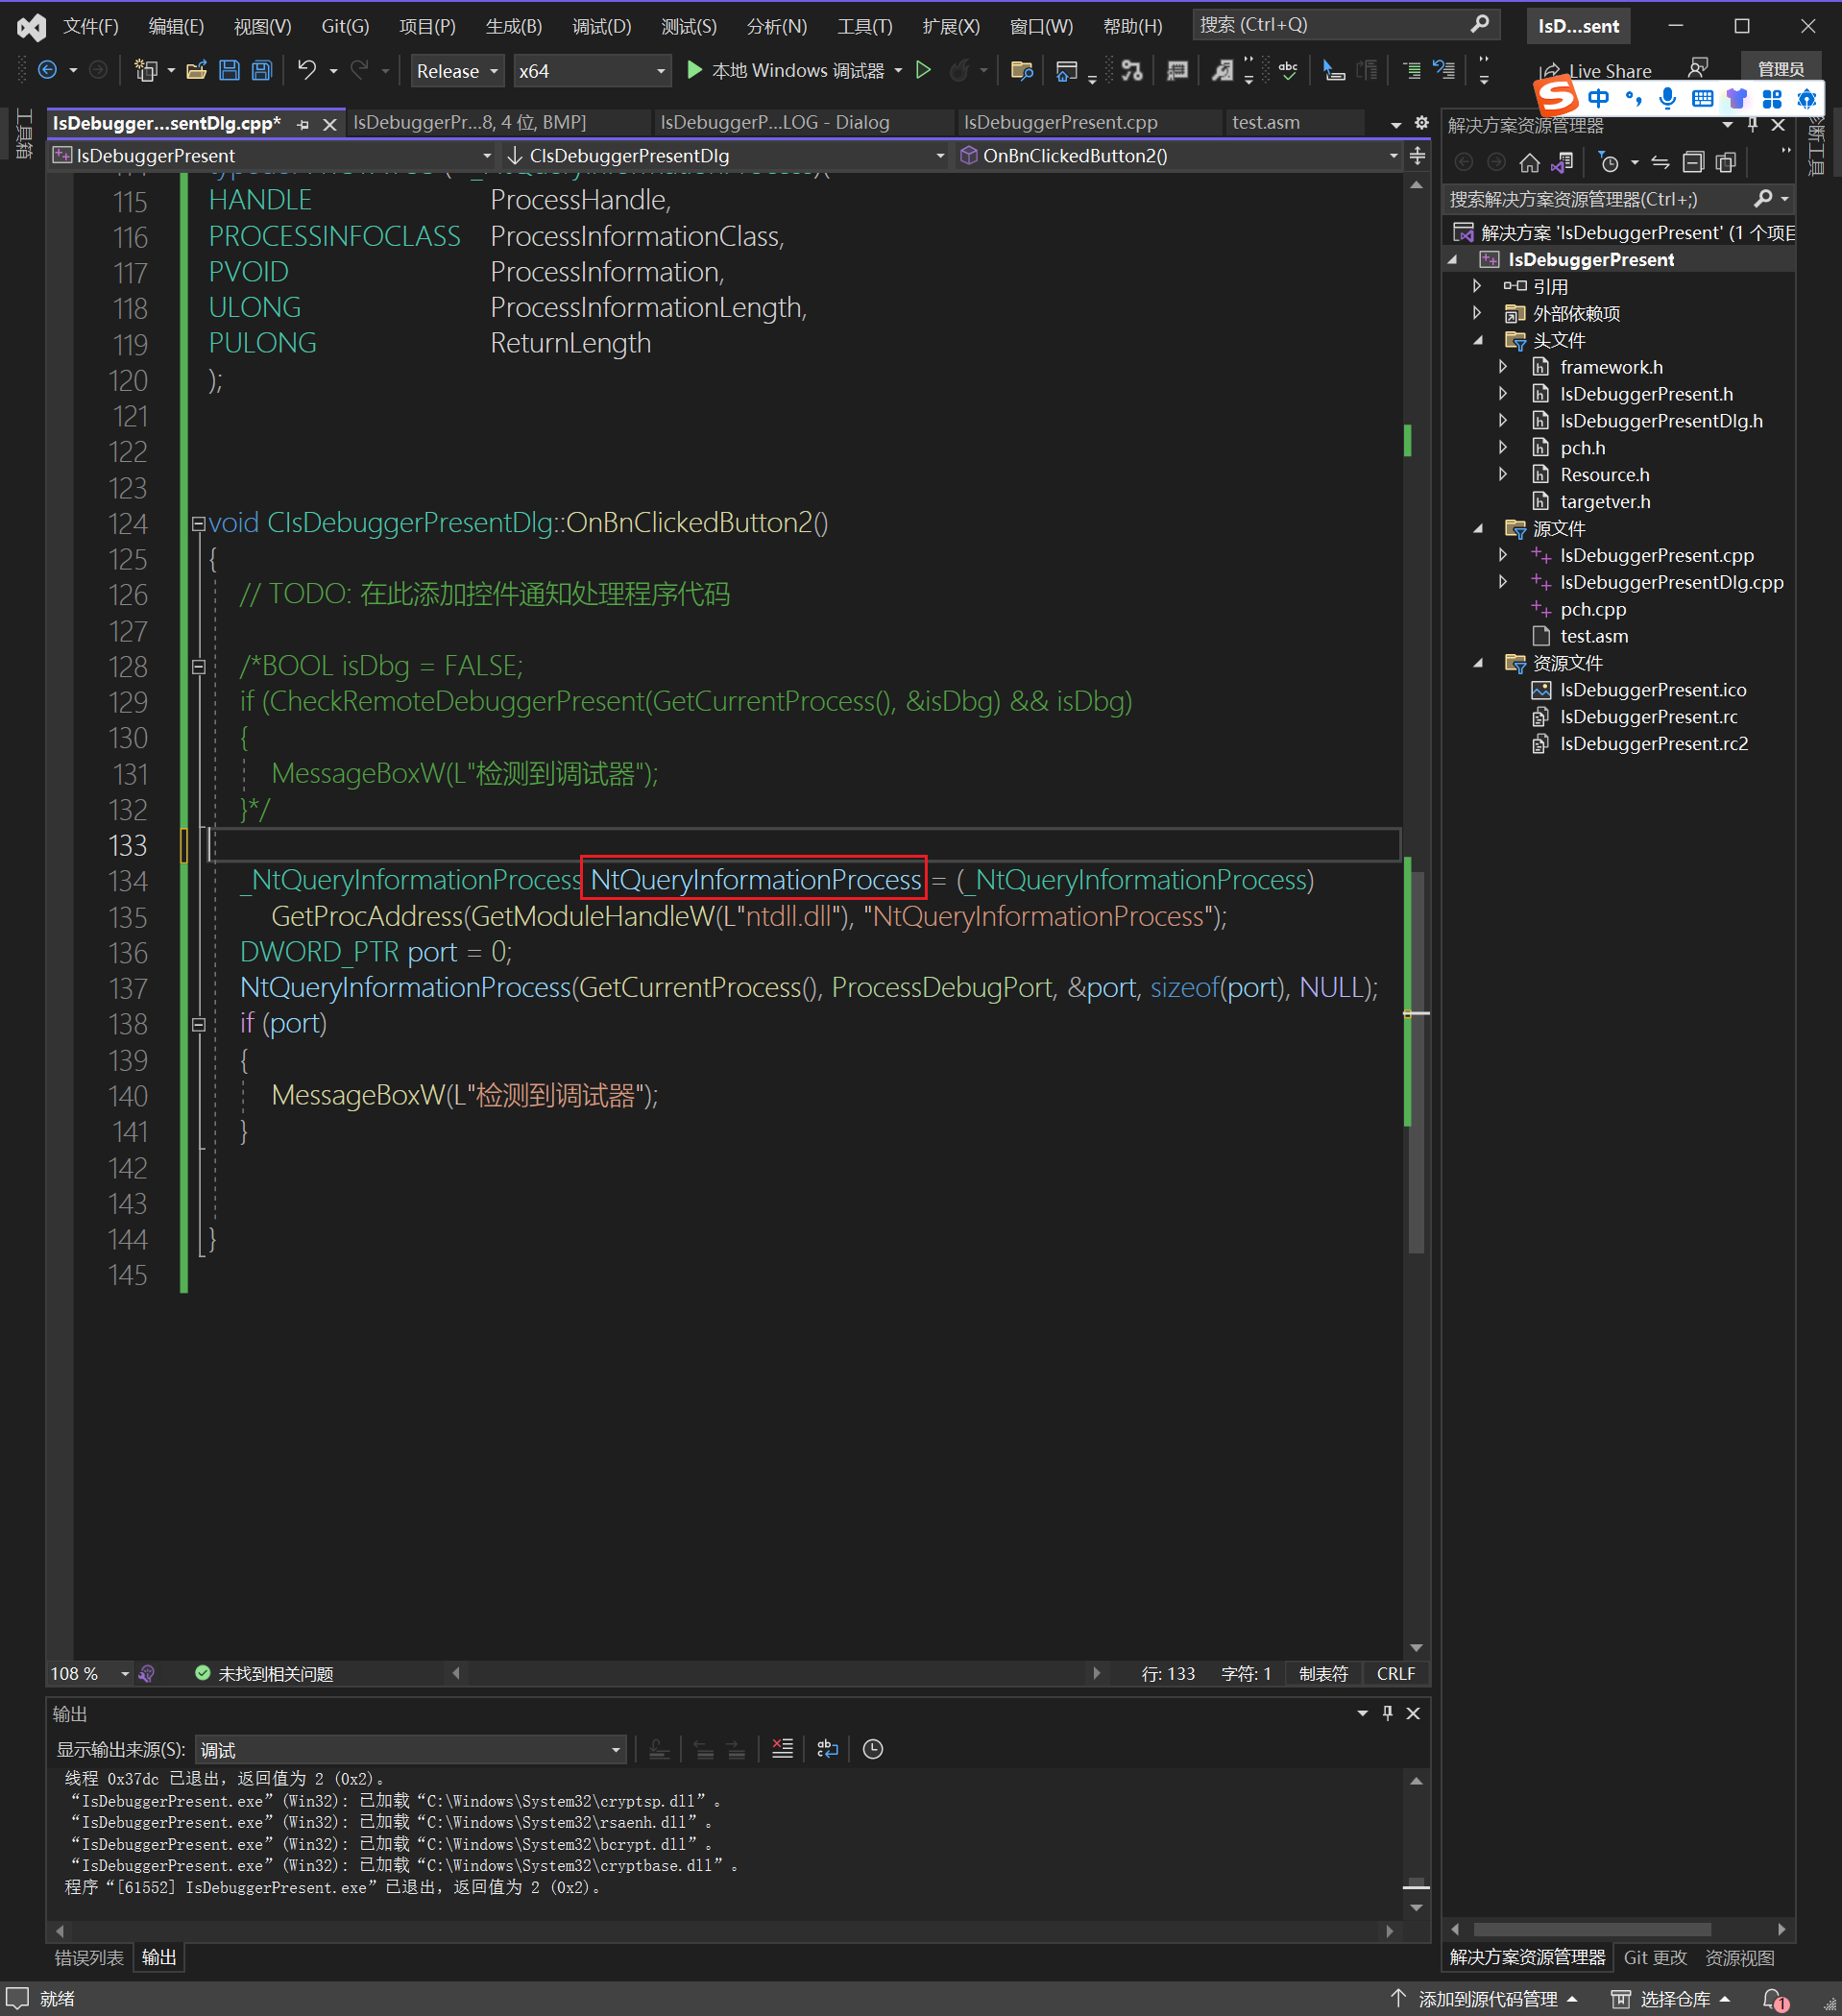 文件(F) 编辑(E) 视图(V) Git(G) 项目(P) 生成(B) 调试(D) 测试(S) 分析(N) 工具(T) 扩展(X) 窗口(W) 帮助(H) 搜索 (Ctrl+Q) IsD...sent
Release x64 本地 Windows 调试器 Live Share 管理员
工具箱
IsDebugger...sentDlg.cpp* IsDebuggerPr...8, 4 位, BMP] IsDebuggerP...LOG - Dialog IsDebuggerPresent.cpp test.asm
IsDebuggerPresent CIsDebuggerPresentDlg OnBnClickedButton2()
115 HANDLE ProcessHandle,
116 PROCESSINFOCLASS ProcessInformationClass,
117 PVOID ProcessInformation,
118 ULONG ProcessInformationLength,
119 PULONG ReturnLength
120 );
121
122
123
124 void CIsDebuggerPresentDlg::OnBnClickedButton2()
125 {
126 // TODO: 在此添加控件通知处理程序代码
127
128 /*BOOL isDbg = FALSE;
129 if (CheckRemoteDebuggerPresent(GetCurrentProcess(), &isDbg) && isDbg)
130 {
131 MessageBoxW(L"检测到调试器");
132 }*/
133
134 _NtQueryInformationProcess NtQueryInformationProcess = (_NtQueryInformationProcess)
135 GetProcAddress(GetModuleHandleW(L"ntdll.dll"), "NtQueryInformationProcess");
136 DWORD_PTR port = 0;
137 NtQueryInformationProcess(GetCurrentProcess(), ProcessDebugPort, &port, sizeof(port), NULL);
138 if (port)
139 {
140 MessageBoxW(L"检测到调试器");
141 }
142
143
144 }
145
108 % 未找到相关问题 行: 133 字符: 1 制表符 CRLF
输出
显示输出来源(S): 调试
线程 0x37dc 已退出，返回值为 2 (0x2)。
“IsDebuggerPresent.exe”(Win32): 已加载“C:\Windows\System32\cryptsp.dll”。
“IsDebuggerPresent.exe”(Win32): 已加载“C:\Windows\System32\rsaenh.dll”。
“IsDebuggerPresent.exe”(Win32): 已加载“C:\Windows\System32\bcrypt.dll”。
“IsDebuggerPresent.exe”(Win32): 已加载“C:\Windows\System32\cryptbase.dll”。
程序“[61552] IsDebuggerPresent.exe”已退出，返回值为 2 (0x2)。
错误列表 输出
中
解决方案资源管理器
断工具
搜索解决方案资源管理器(Ctrl+;)
解决方案 'IsDebuggerPresent' (1 个项目
IsDebuggerPresent
引用
外部依赖项
头文件
framework.h
IsDebuggerPresent.h
IsDebuggerPresentDlg.h
pch.h
Resource.h
targetver.h
源文件
IsDebuggerPresent.cpp
IsDebuggerPresentDlg.cpp
pch.cpp
test.asm
资源文件
IsDebuggerPresent.ico
IsDebuggerPresent.rc
IsDebuggerPresent.rc2
解决方案资源管理器 Git 更改 资源视图
就绪 添加到源代码管理 选择仓库 1